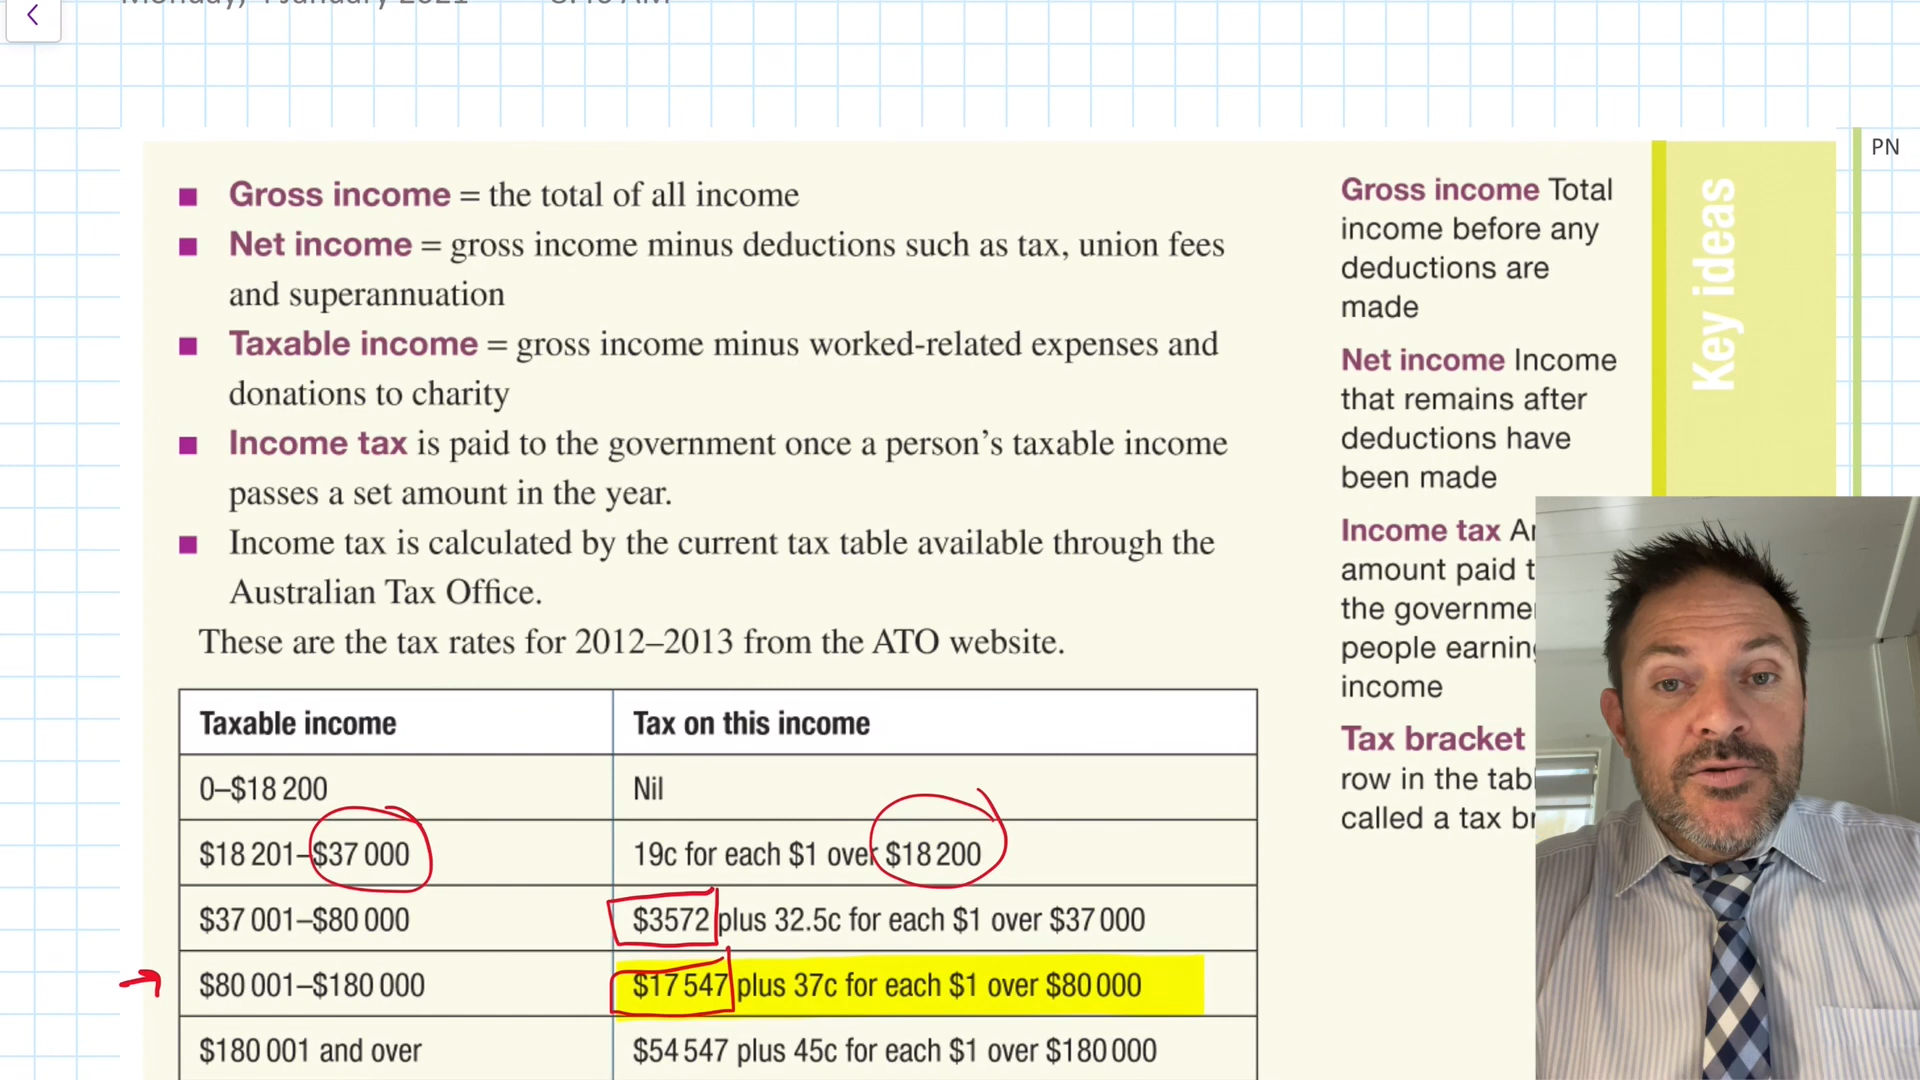 ■ Gross income = the total of all income
■ Net income = gross income minus deductions such as tax, union fees
and superannuation
■ Taxable income = gross income minus worked-related expenses and
donations to charity
■ Income tax is paid to the government once a person's taxable income
passes a set amount in the year.
■ Income tax is calculated by the current tax table available through the
Australian Tax Office.
These are the tax rates for 2012–2013 from the ATO website.
Taxable income Tax on this income
0–$18 200 Nil
$18 201–$37 000 19c for each $1 over $18 200
$37 001–$80 000 $3572 plus 32.5c for each $1 over $37 000
$80 001–$180 000 $17 547 plus 37c for each $1 over $80 000
$180 001 and over $54 547 plus 45c for each $1 over $180 000
Gross income Total
income before any
deductions are
made
Net income Income
that remains after
deductions have
been made
Income tax
amount paid
the
people
income
Tax bracket
row in the
called a tax
Key ideas
PN